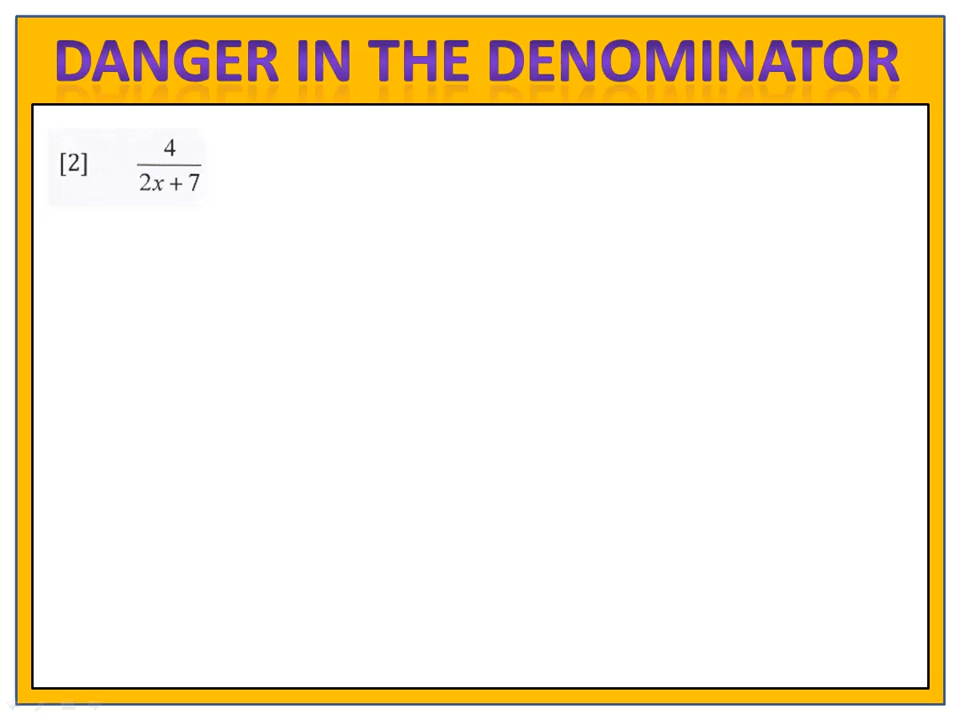 DANGER IN THE DENOMINATOR
[2] 4
2x + 7